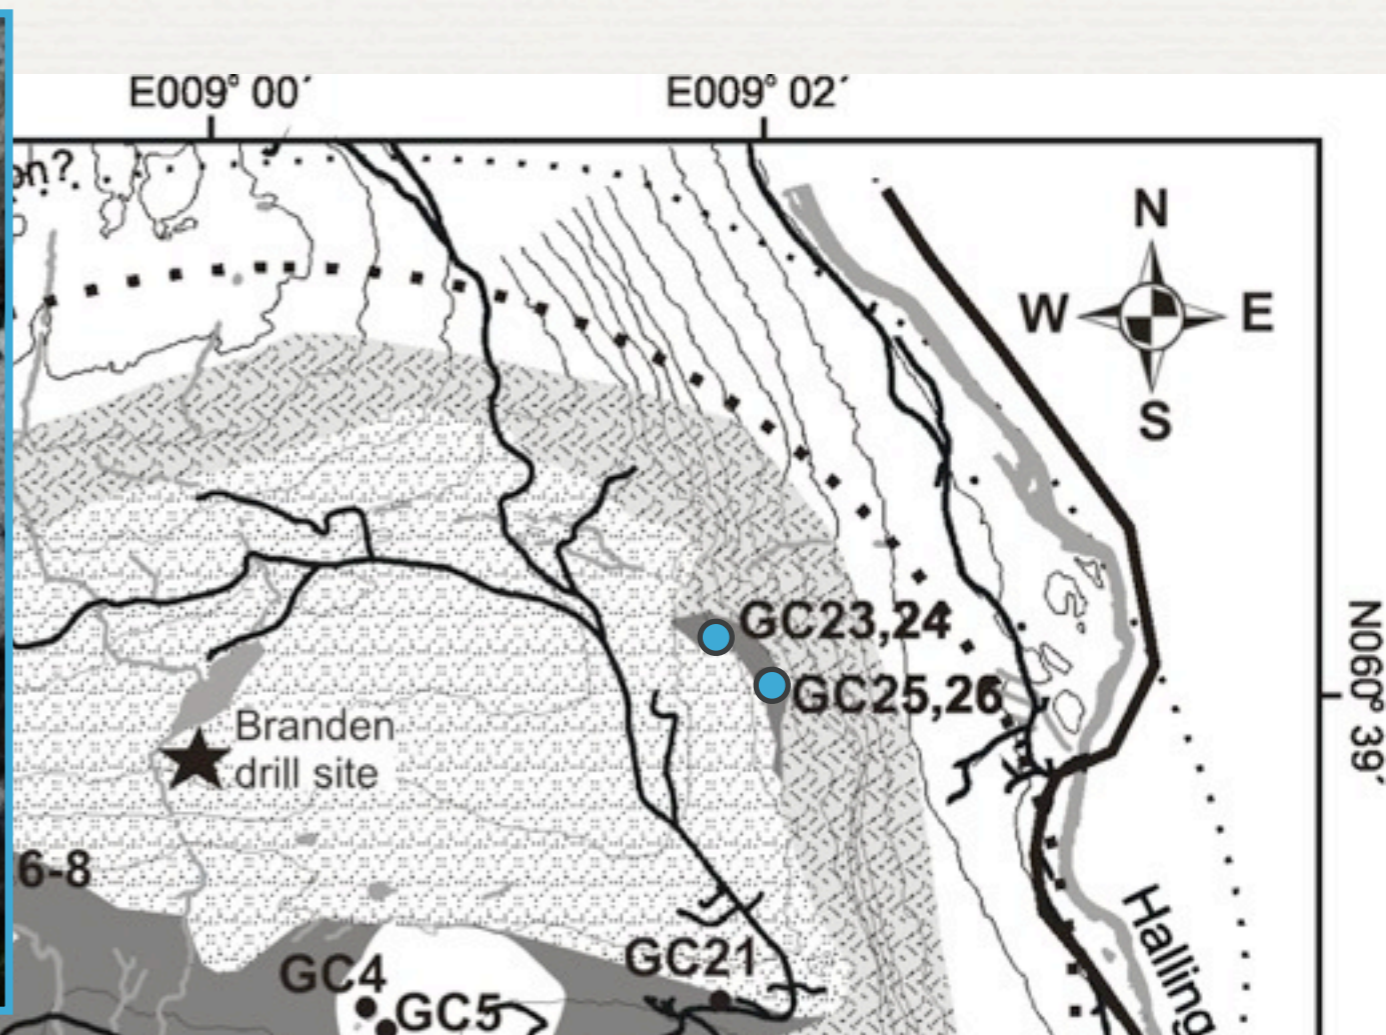 E009° 00´
E009° 02´
on?
N
W
E
S
GC23,24
GC25,26
N060° 39´
Branden
drill site
6-8
GC21
GC4
GC5
Halling